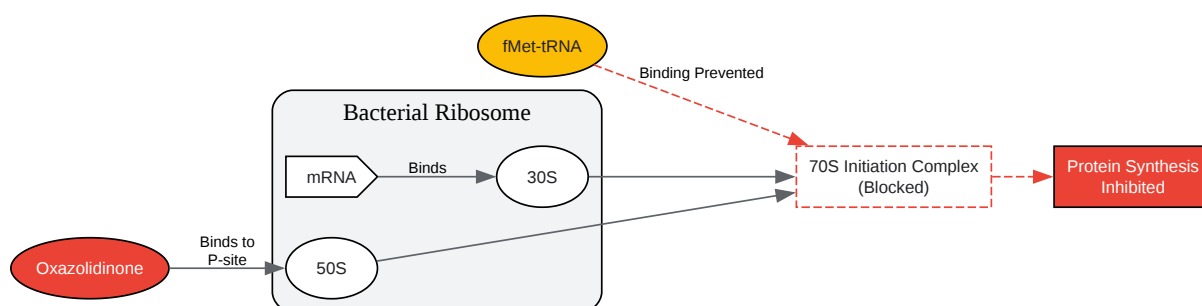 fMet-tRNA
Binding Prevented
Bacterial Ribosome
mRNA
Binds
30S
70S Initiation Complex
(Blocked)
Protein Synthesis
Inhibited
Oxazolidinone
Binds to
P-site
50S